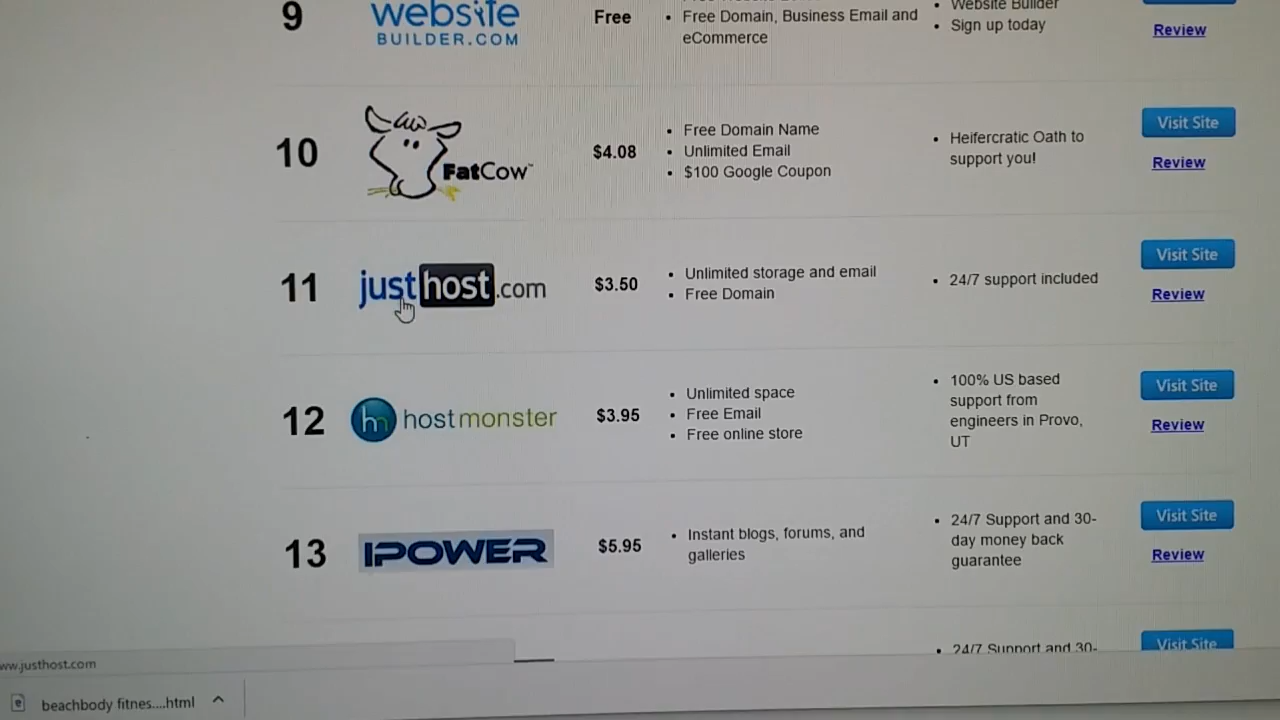 9
WEBSITE
BUILDER.COM
Free
Free Domain, Business Email and
eCommerce
Website Builder
Sign up today
Review
10
FatCow™
$4.08
Free Domain Name
Unlimited Email
$100 Google Coupon
Heifercratic Oath to
support you!
Visit Site
Review
11
justhost.com
$3.50
Unlimited storage and email
Free Domain
24/7 support included
Visit Site
Review
12
hm hostmonster
$3.95
Unlimited space
Free Email
Free online store
100% US based
support from
engineers in Provo,
UT
Visit Site
Review
13
IPOWER
$5.95
Instant blogs, forums, and
galleries
24/7 Support and 30-
day money back
guarantee
Visit Site
Review
24/7 Support and 30-
Visit Site
ww.justhost.com
beachbody fitnes....html